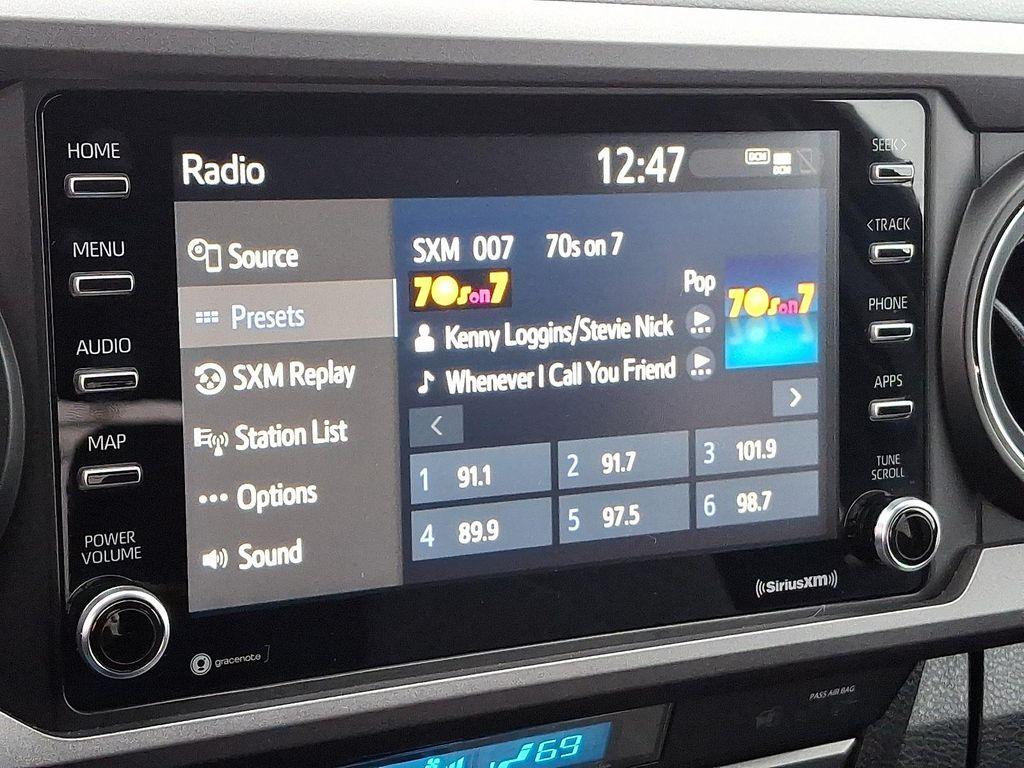 HOME
MENU
AUDIO
MAP
POWER
VOLUME
Radio
12:47
DCM
DCM
Source
Presets
SXM Replay
Station List
Options
Sound
SXM 007 70s on 7
70s on 7
Pop
70s on 7
Kenny Loggins/Stevie Nick
Whenever I Call You Friend
1 91.1
2 91.7
3 101.9
4 89.9
5 97.5
6 98.7
SEEK>
<TRACK
PHONE
APPS
TUNE
SCROLL
gracenote
((SiriusXM))
PASS AIR BAG
69